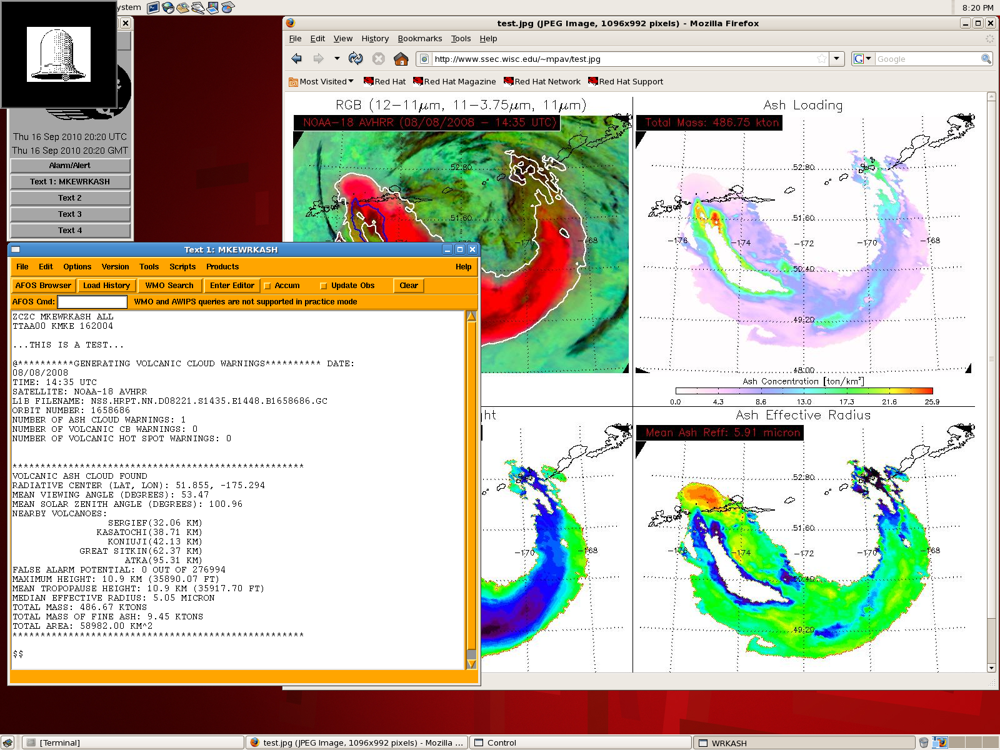 ystem
8:20 PM
Thu 16 Sep 2010 20:20 UTC
Thu 16 Sep 2010 20:20 GMT
Alarm/Alert
Text 1: MKEWRKASH
Text 2
Text 3
Text 4
test.jpg (JPEG Image, 1096x992 pixels) - Mozilla Firefox
File Edit View History Bookmarks Tools Help
http://www.ssec.wisc.edu/~mpav/test.jpg
G Google
Most Visited Red Hat Red Hat Magazine Red Hat Network Red Hat Support
RGB (12-11µm, 11-3.75µm, 11µm)
NOAA-18 AVHRR (08/08/2008 - 14:35 UTC)
52.80
51.60
-174
-170
-168
Ash Loading
Total Mass: 486.75 kton
52.80
51.60
-176
-174
-172
-170
-168
50.40
49.20
48.00
Ash Concentration [ton/km²]
0.0 4.3 8.6 13.0 17.3 21.6 25.9
ht
-170
-168
Ash Effective Radius
Mean Ash Reff: 5.91 micron
52.80
51.60
-176
-174
-172
-170
-168
50.40
49.20
Text 1: MKEWRKASH
File Edit Options Version Tools Scripts Products Help
AFOS Browser Load History WMO Search Enter Editor Accum Update Obs Clear
AFOS Cmd: WMO and AWIPS queries are not supported in practice mode
ZCZC MKEWRKASH ALL
TTAA00 KMKE 162004
...THIS IS A TEST...
@**********GENERATING VOLCANIC CLOUD WARNINGS********** DATE:
08/08/2008
TIME: 14:35 UTC
SATELLITE: NOAA-18 AVHRR
L1B FILENAME: NSS.HRPT.NN.D08221.S1435.E1448.B1658686.GC
ORBIT NUMBER: 1658686
NUMBER OF ASH CLOUD WARNINGS: 1
NUMBER OF VOLCANIC CB WARNINGS: 0
NUMBER OF VOLCANIC HOT SPOT WARNINGS: 0
****************************************************
VOLCANIC ASH CLOUD FOUND
RADIATIVE CENTER (LAT, LON): 51.855, -175.294
MEAN VIEWING ANGLE (DEGREES): 53.47
MEAN SOLAR ZENITH ANGLE (DEGREES): 100.96
NEARBY VOLCANOES:
SERGIEF(32.06 KM)
KASATOCHI(38.71 KM)
KONIUJI(42.13 KM)
GREAT SITKIN(62.37 KM)
ATKA(95.31 KM)
FALSE ALARM POTENTIAL: 0 OUT OF 276994
MAXIMUM HEIGHT: 10.9 KM (35890.07 FT)
MEAN TROPOPAUSE HEIGHT: 10.9 KM (35917.70 FT)
MEDIAN EFFECTIVE RADIUS: 5.05 MICRON
TOTAL MASS: 486.67 KTONS
TOTAL MASS OF FINE ASH: 9.45 KTONS
TOTAL AREA: 58982.00 KM^2
****************************************************
$$
[Terminal]
test.jpg (JPEG Image, 1096x992 pixels) - Mozilla ...
Control
WRKASH